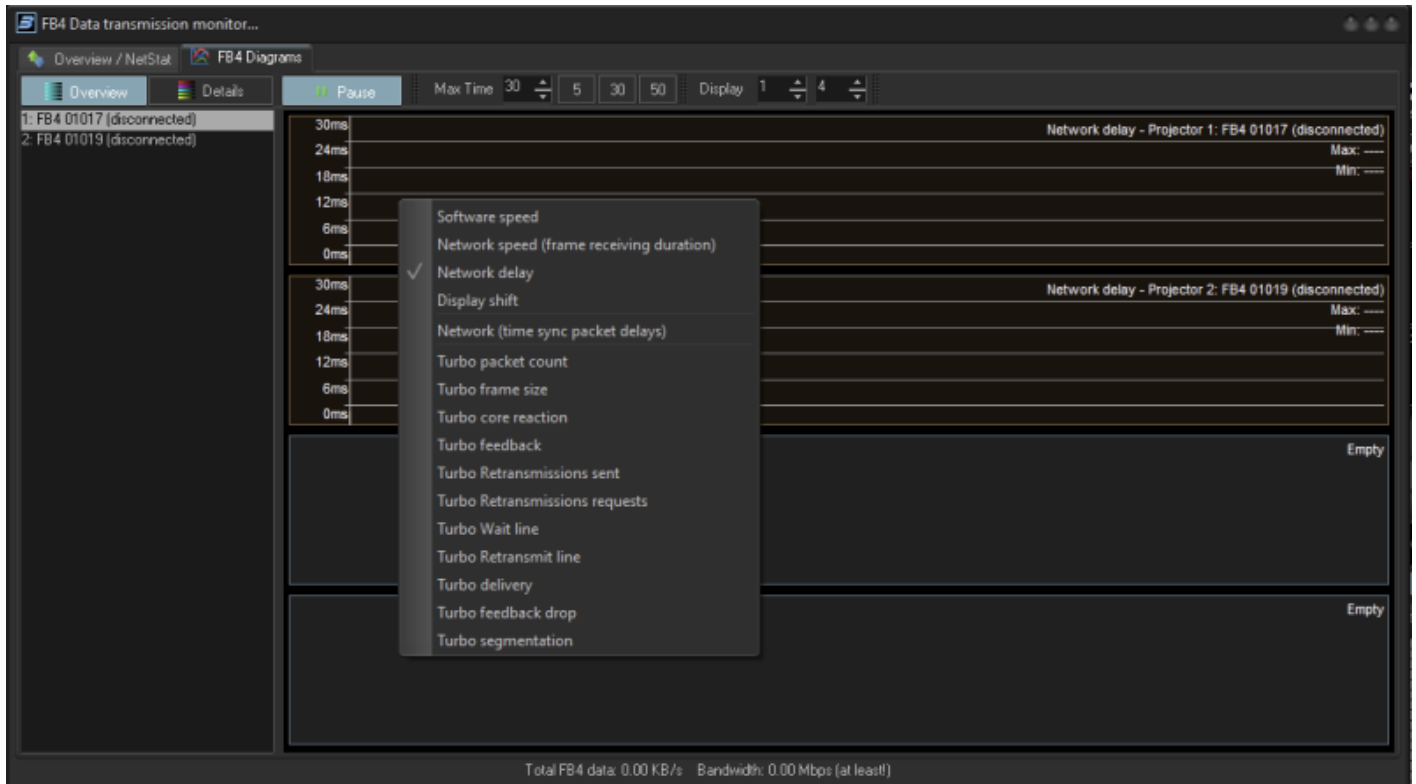 FB4 Data transmission monitor...
Overview / NetStat FB4 Diagrams
Overview Details Pause Max Time 30 5 30 50 Display 1 4
1: FB4 01017 (disconnected)
2: FB4 01019 (disconnected)
30ms
24ms
18ms
12ms
6ms
0ms
Network delay - Projector 1: FB4 01017 (disconnected)
Max: ----
Min: ----
30ms
24ms
18ms
12ms
6ms
0ms
Network delay - Projector 2: FB4 01019 (disconnected)
Max: ----
Min: ----
Empty
Empty
Software speed
Network speed (frame receiving duration)
Network delay
Display shift
Network (time sync packet delays)
Turbo packet count
Turbo frame size
Turbo core reaction
Turbo feedback
Turbo Retransmissions sent
Turbo Retransmissions requests
Turbo Wait line
Turbo Retransmit line
Turbo delivery
Turbo feedback drop
Turbo segmentation
Total FB4 data: 0.00 KB/s Bandwidth: 0.00 Mbps (at least!)